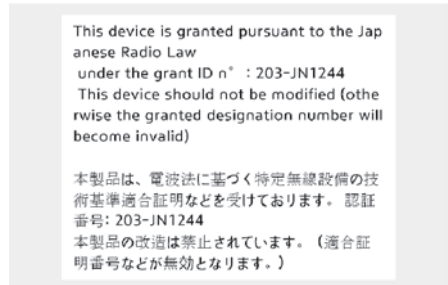 This device is granted pursuant to the Jap
anese Radio Law
under the grant ID n° : 203-JN1244
This device should not be modified (othe
rwise the granted designation number will
become invalid)
本製品は、電波法に基づく特定無線設備の技
術基準適合証明などを受けております。 認証
番号: 203-JN1244
本製品の改造は禁止されています。 (適合証
明番号などが無効となります。)